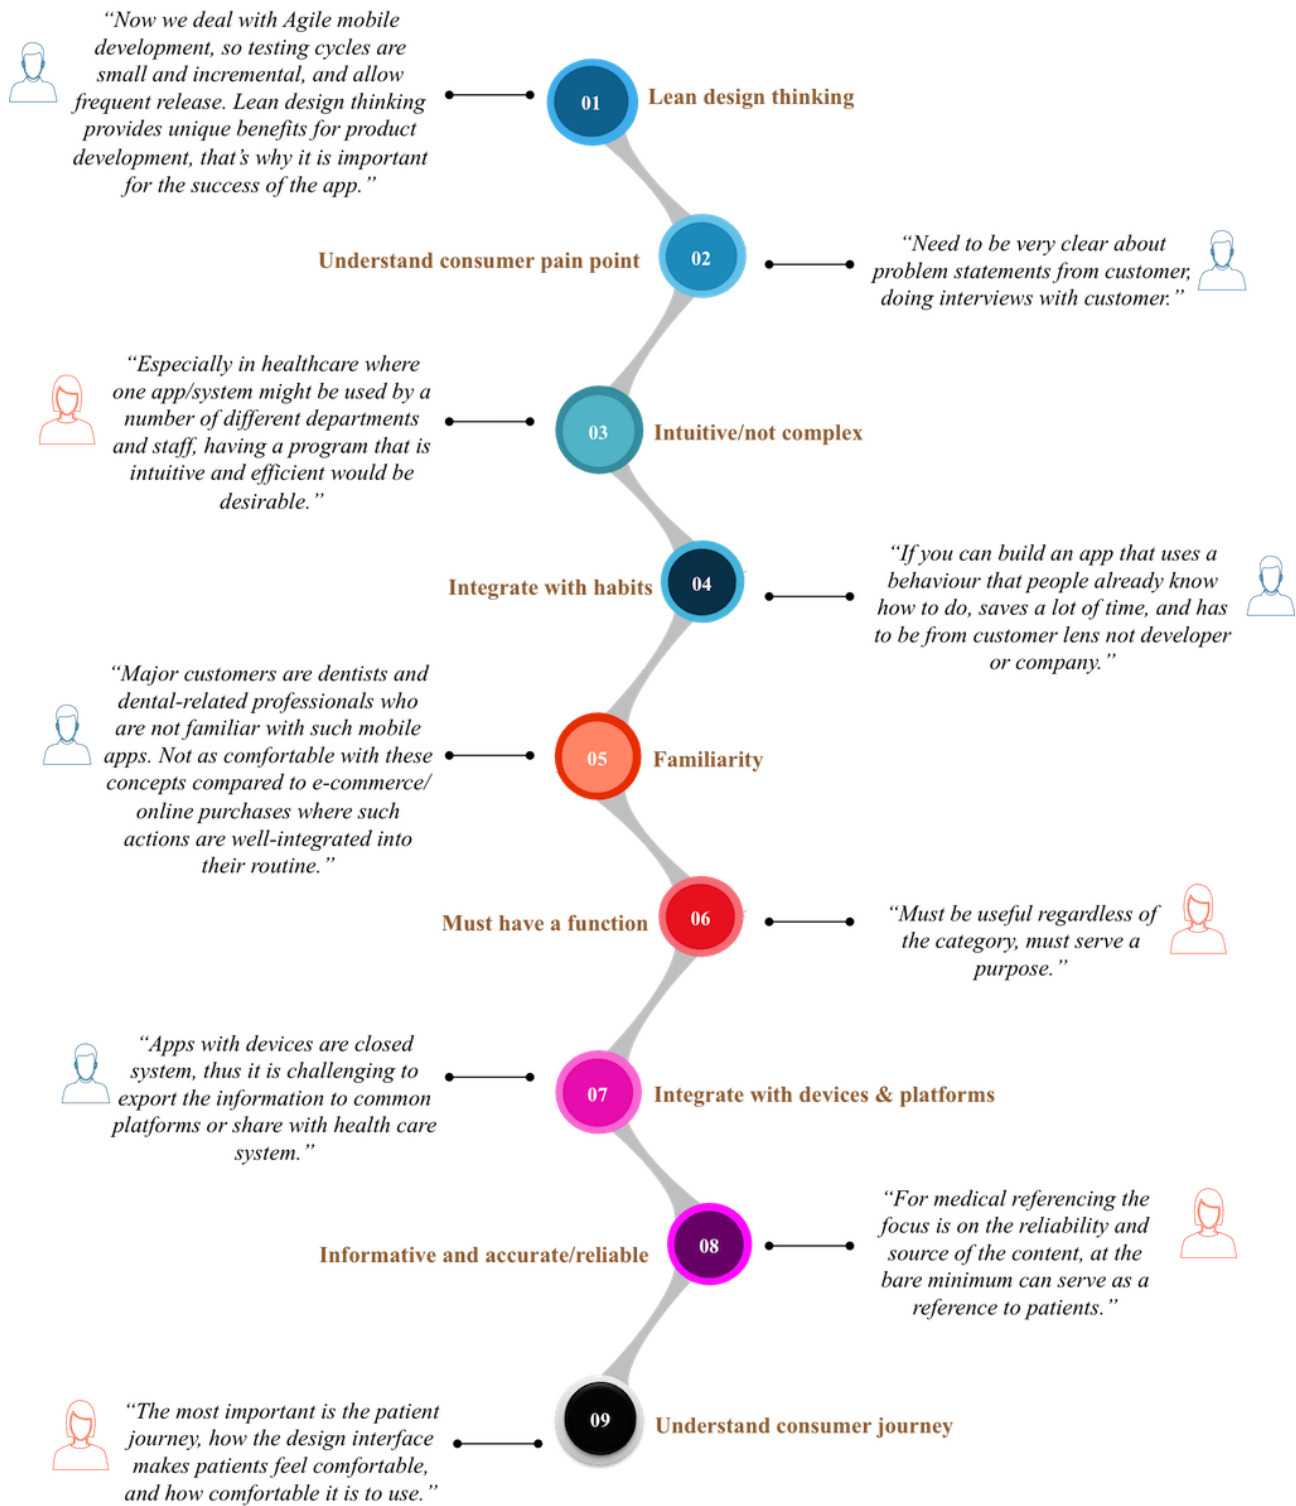 “Now we deal with Agile mobile
development, so testing cycles are
small and incremental, and allow
frequent release. Lean design thinking
provides unique benefits for product
development, that’s why it is important
for the success of the app.”
01
Lean design thinking
Understand consumer pain point
02
“Need to be very clear about
problem statements from customer,
doing interviews with customer.”
“Especially in healthcare where
one app/system might be used by a
number of different departments
and staff, having a program that is
intuitive and efficient would be
desirable.”
03
Intuitive/not complex
Integrate with habits
04
“If you can build an app that uses a
behaviour that people already know
how to do, saves a lot of time, and has
to be from customer lens not developer
or company.”
“Major customers are dentists and
dental-related professionals who
are not familiar with such mobile
apps. Not as comfortable with these
concepts compared to e-commerce/
online purchases where such
actions are well-integrated into
their routine.”
05
Familiarity
Must have a function
06
“Must be useful regardless of
the category, must serve a
purpose.”
“Apps with devices are closed
system, thus it is challenging to
export the information to common
platforms or share with health care
system.”
07
Integrate with devices & platforms
Informative and accurate/reliable
08
“For medical referencing the
focus is on the reliability and
source of the content, at the
bare minimum can serve as a
reference to patients.”
“The most important is the patient
journey, how the design interface
makes patients feel comfortable,
and how comfortable it is to use.”
09
Understand consumer journey